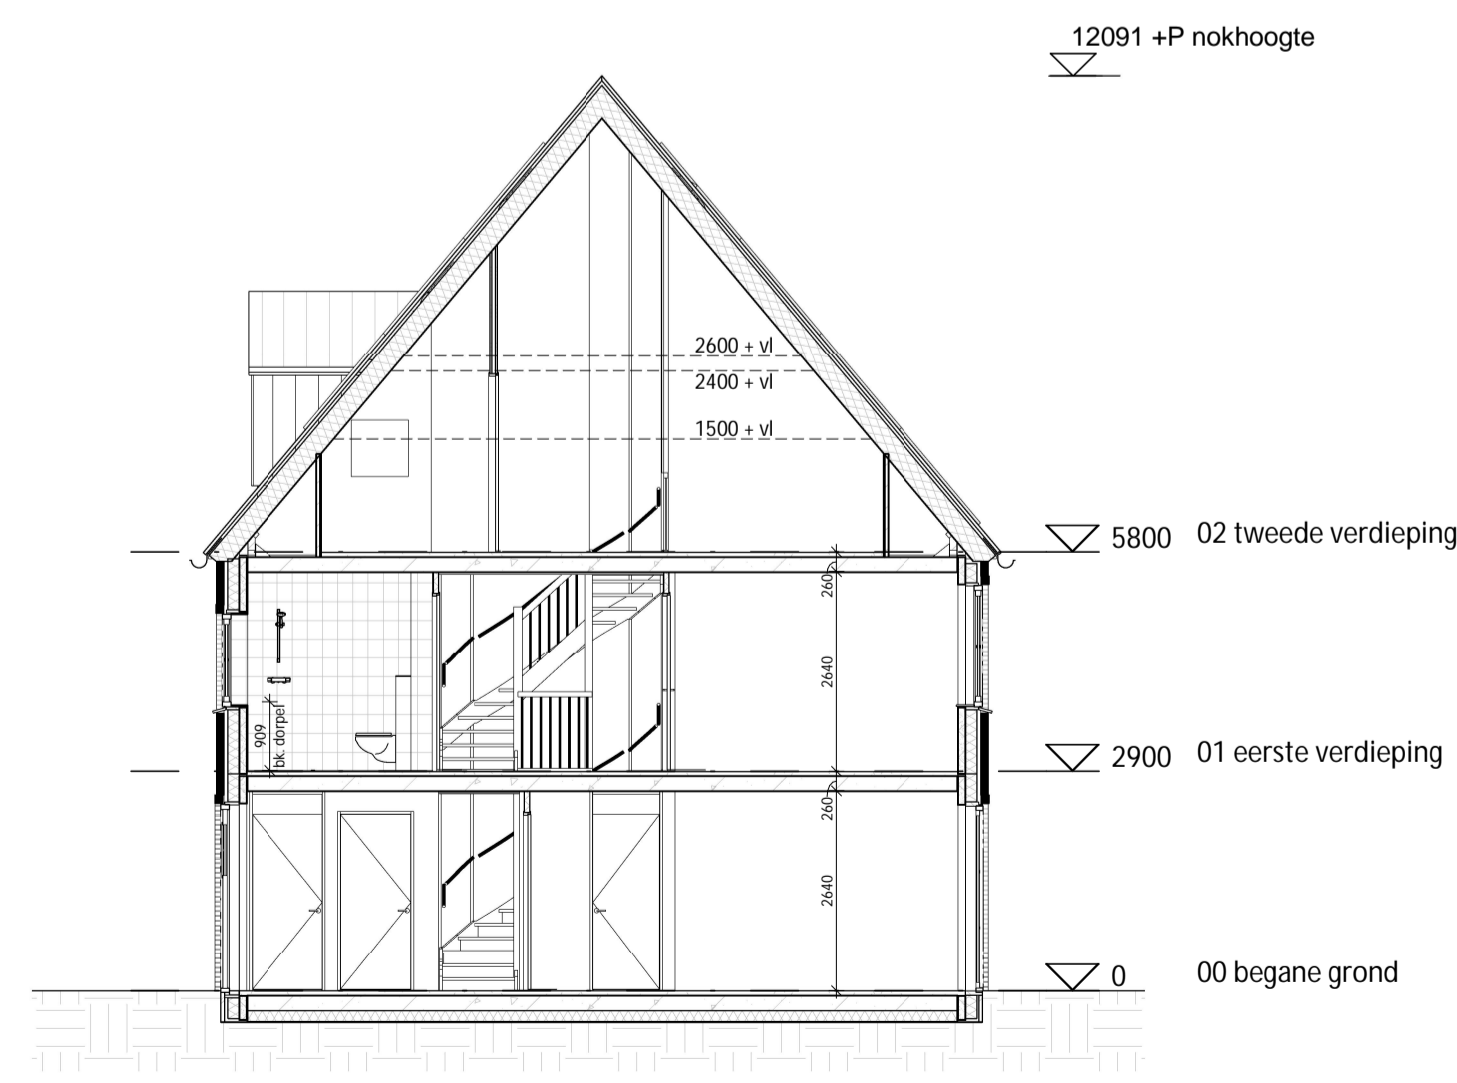 12091 +P nokhoogte
2600 + vl
2400 + vl
1500 + vl
5800 02 tweede verdieping
260
2640
909
bk. dorpel
2900 01 eerste verdieping
260
2640
0 00 begane grond